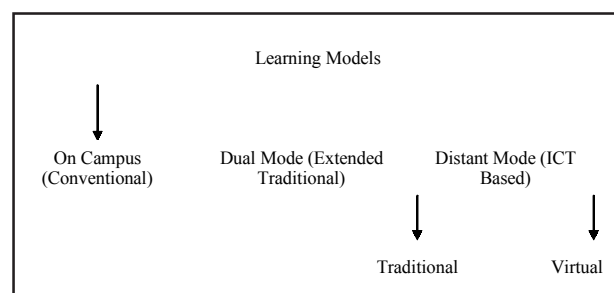 Learning Models
On Campus
(Conventional)
Dual Mode (Extended
Traditional)
Distant Mode (ICT
Based)
Traditional
Virtual